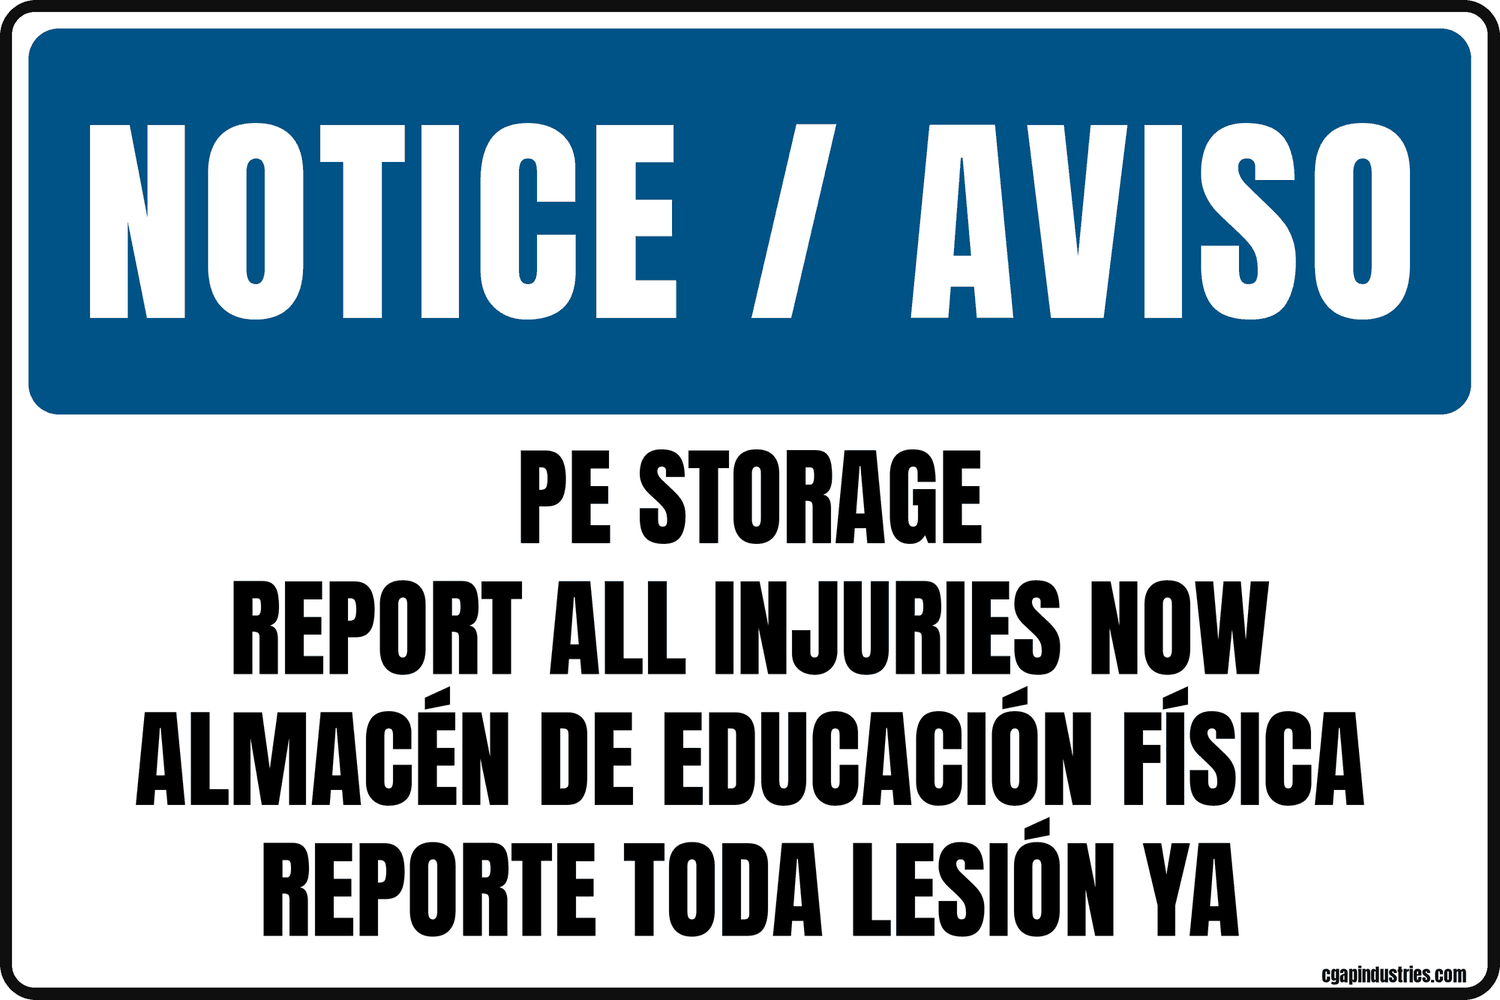 NOTICE / AVISO
PE STORAGE
REPORT ALL INJURIES NOW
ALMACÉN DE EDUCACIÓN FÍSICA
REPORTE TODA LESIÓN YA
cgapindustries.com